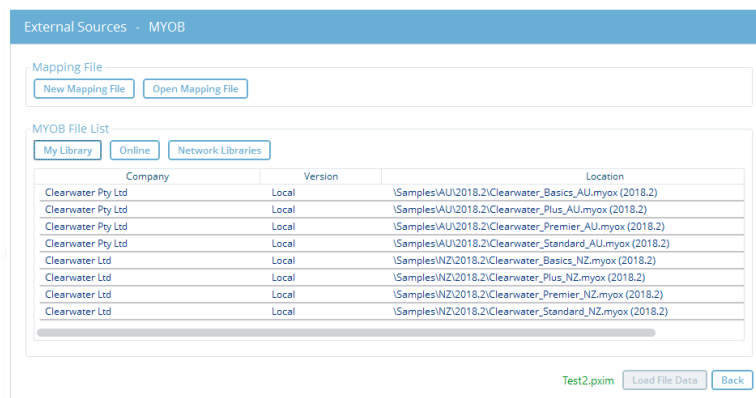 External Sources - MYOB
Mapping File
New Mapping File Open Mapping File
MYOB File List
My Library Online Network Libraries
Company Version Location
Clearwater Pty Ltd Local \Samples\AU\2018.2\Clearwater_Basics_AU.myox (2018.2)
Clearwater Pty Ltd Local \Samples\AU\2018.2\Clearwater_Plus_AU.myox (2018.2)
Clearwater Pty Ltd Local \Samples\AU\2018.2\Clearwater_Premier_AU.myox (2018.2)
Clearwater Pty Ltd Local \Samples\AU\2018.2\Clearwater_Standard_AU.myox (2018.2)
Clearwater Ltd Local \Samples\NZ\2018.2\Clearwater_Basics_NZ.myox (2018.2)
Clearwater Ltd Local \Samples\NZ\2018.2\Clearwater_Plus_NZ.myox (2018.2)
Clearwater Ltd Local \Samples\NZ\2018.2\Clearwater_Premier_NZ.myox (2018.2)
Clearwater Ltd Local \Samples\NZ\2018.2\Clearwater_Standard_NZ.myox (2018.2)
Test2.pxim Load File Data Back